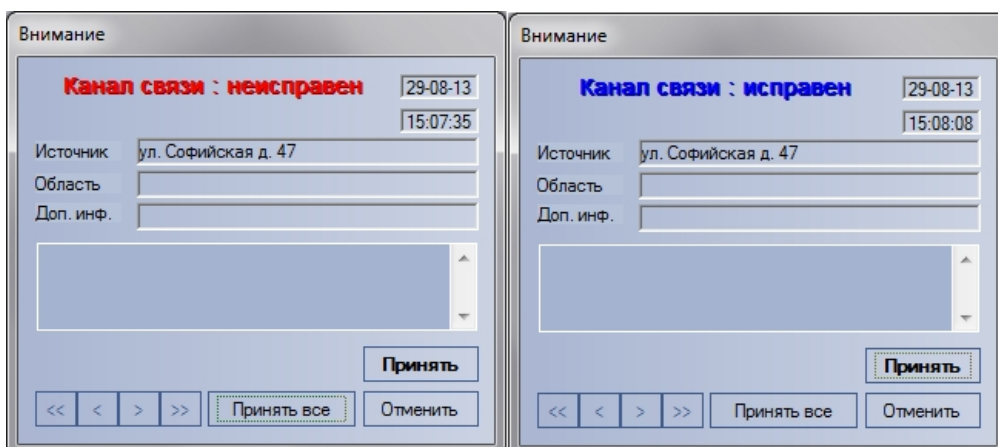 Внимание
Канал связи : неисправен
29-08-13
15:07:35
Источник ул. Софийская д. 47
Область
Доп. инф.
Принять
<< < > >> Принять все Отменить
Внимание
Канал связи : исправен
29-08-13
15:08:08
Источник ул. Софийская д. 47
Область
Доп. инф.
Принять
<< < > >> Принять все Отменить